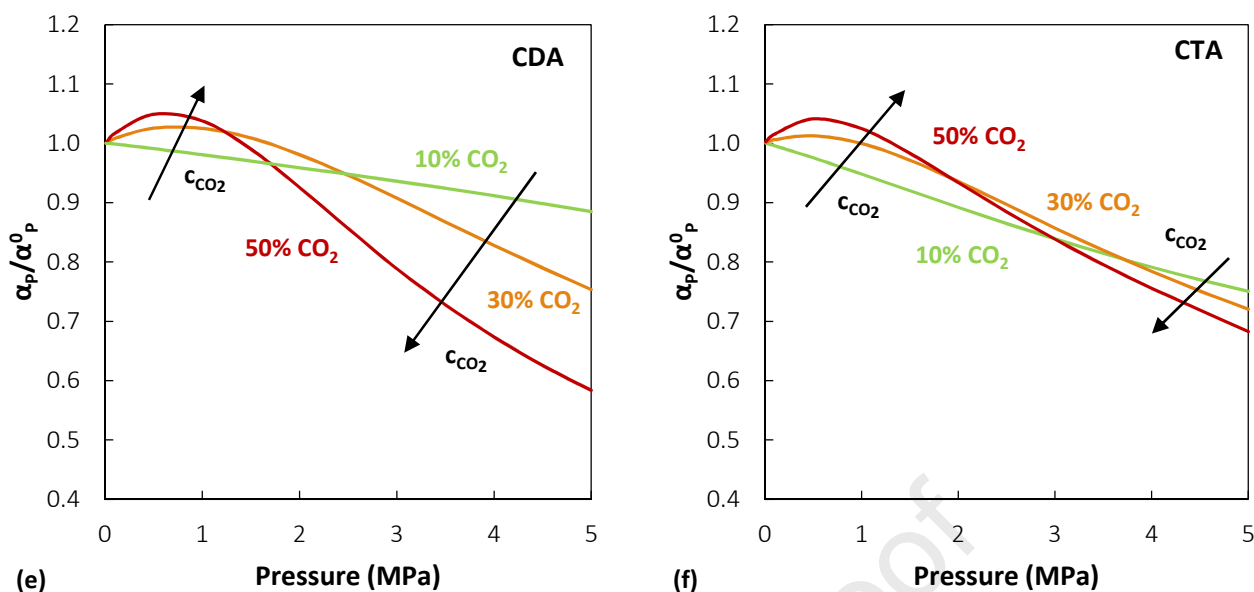 1.2
1.1
1.0
0.9
0.8
0.7
0.6
0.5
0.4
αP/α0P
CDA
10% CO2
cCO2
50% CO2
30% CO2
cCO2
0 1 2 3 4 5
(e) Pressure (MPa)
1.2
1.1
1.0
0.9
0.8
0.7
0.6
0.5
0.4
αP/α0P
CTA
50% CO2
cCO2
30% CO2
cCO2
10% CO2
0 1 2 3 4 5
(f) Pressure (MPa)